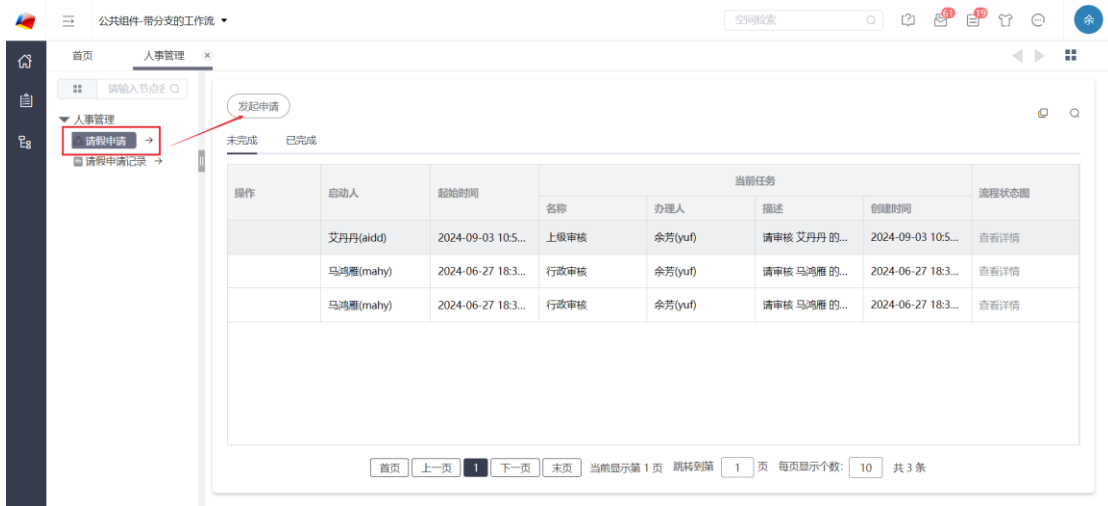 公共组件-带分支的工作流
空间检索
61
19
余
首页 人事管理 ×
请输入节点名
人事管理
请假申请 →
请假申请记录 →
发起申请
未完成 已完成
操作 启动人 起始时间 当前任务 流程状态图
名称 办理人 描述 创建时间
艾丹丹(aidd) 2024-09-03 10:5... 上级审核 余芳(yuf) 请审核 艾丹丹 的... 2024-09-03 10:5... 查看详情
马鸿雁(mahy) 2024-06-27 18:3... 行政审核 余芳(yuf) 请审核 马鸿雁 的... 2024-06-27 18:3... 查看详情
马鸿雁(mahy) 2024-06-27 18:3... 行政审核 余芳(yuf) 请审核 马鸿雁 的... 2024-06-27 18:3... 查看详情
首页 上一页 1 下一页 末页 当前显示第 1 页 跳转到第 1 页 每页显示个数: 10 共 3 条